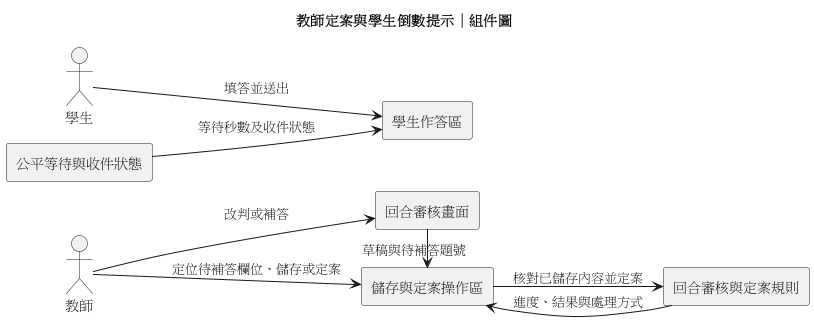 教師定案與學生倒數提示｜組件圖
填答並送出
學生
學生作答區
等待秒數及收件狀態
公平等待與收件狀態
改判或補答
回合審核畫面
草稿與待補答題號
定位待補答欄位、儲存或定案
教師
儲存與定案操作區
核對已儲存內容並定案
進度、結果與處理方式
回合審核與定案規則